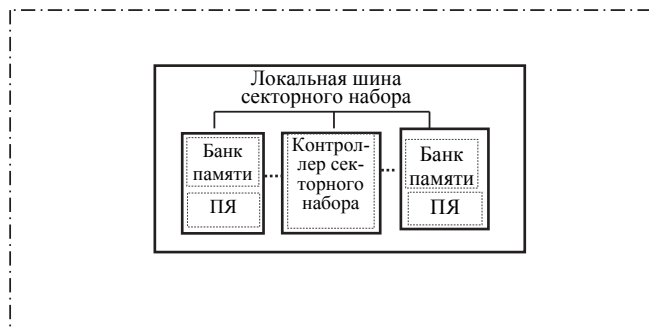 Локальная шина
секторного набора
Банк
памяти
ПЯ
Контрол-
лер сек-
торного
набора
Банк
памяти
ПЯ